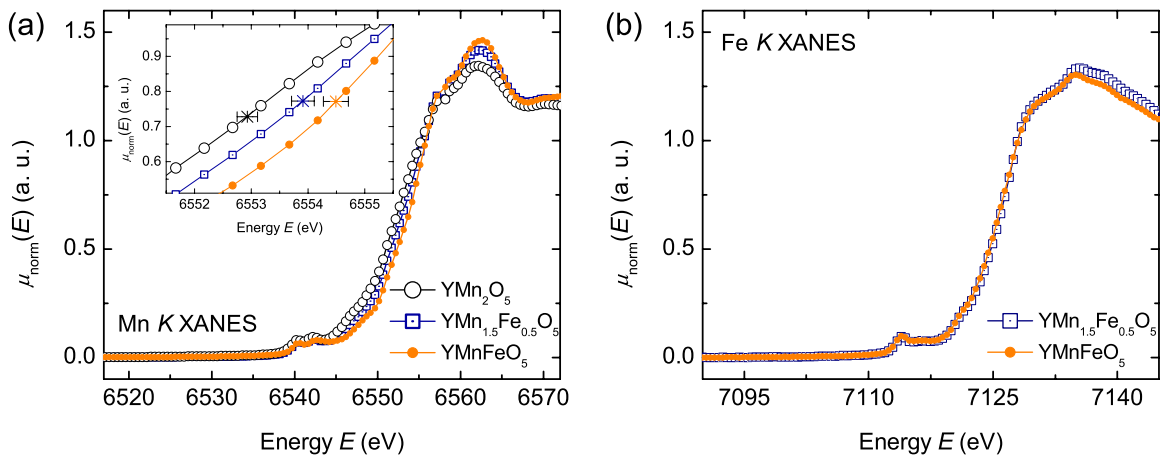 (a)
1.5
1.0
0.5
0.0
μnorm(E) (a. u.)
0.9
0.8
0.7
0.6
μnorm(E) (a. u.)
6552 6553 6554 6555
Energy E (eV)
YMn2O5
YMn1.5Fe0.5O5
YMnFeO5
Mn K XANES
6520 6530 6540 6550 6560 6570
Energy E (eV)
(b)
1.5
1.0
0.5
0.0
μnorm(E) (a. u.)
Fe K XANES
YMn1.5Fe0.5O5
YMnFeO5
7095 7110 7125 7140
Energy E (eV)